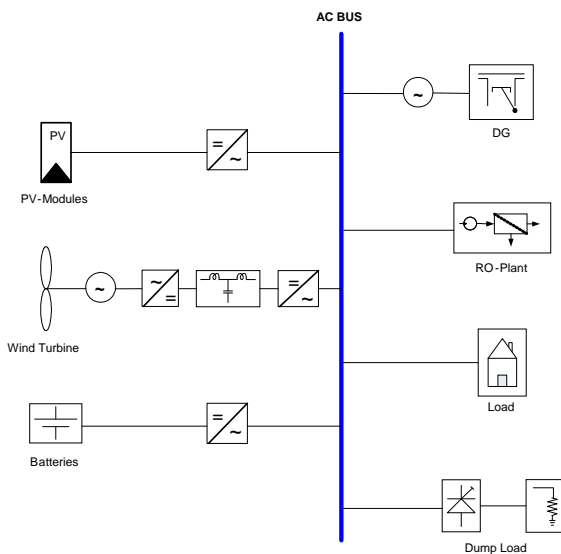 AC BUS
PV
PV-Modules
=
~
~
DG
RO-Plant
~
~
=
=
~
Wind Turbine
Load
=
~
Batteries
Dump Load